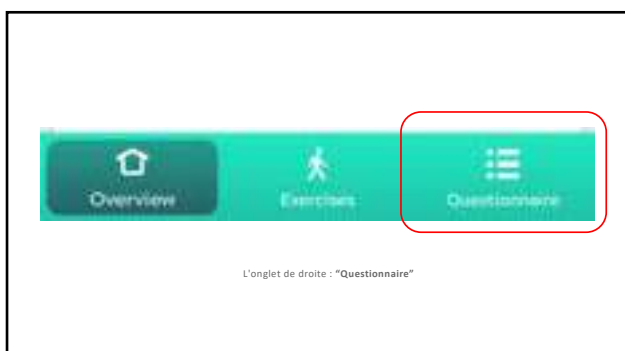 Overview
Exercises
Questionnaire
L'onglet de droite : “Questionnaire”